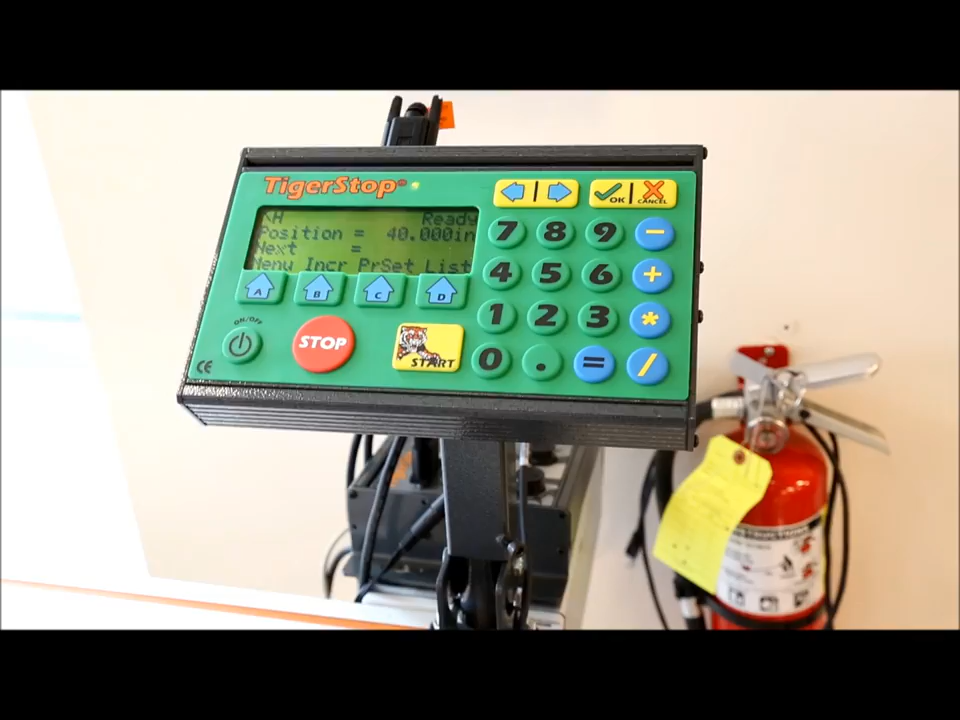 TigerStop®
KH Ready
Position = 40.000in
Next =
Menu Incr PrSet List
A B C D
ON/OFF
STOP
START
CE
OK CANCEL
7 8 9 -
4 5 6 +
1 2 3 *
0 . = /